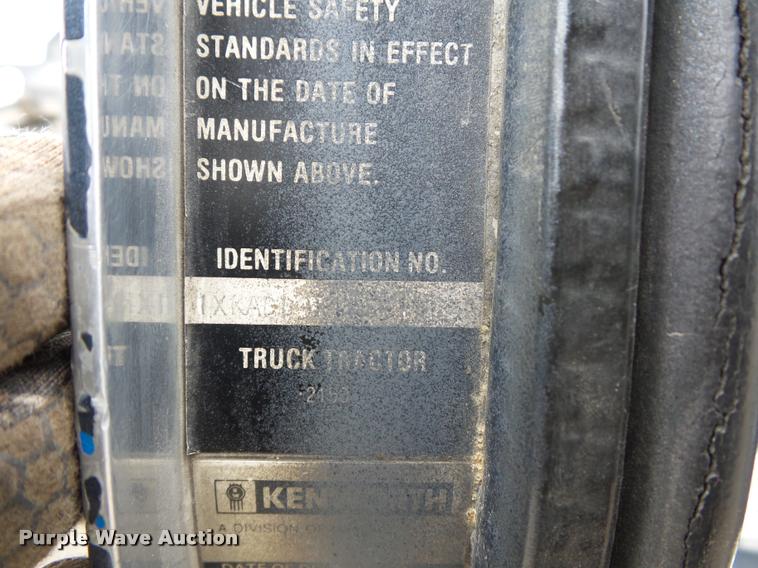 VEHICLE SAFETY
STANDARDS IN EFFECT
ON THE DATE OF
MANUFACTURE
SHOWN ABOVE.
IDENTIFICATION NO.
TRUCK TRACTOR
KENWORTH
A DIVISION OF
Purple Wave Auction